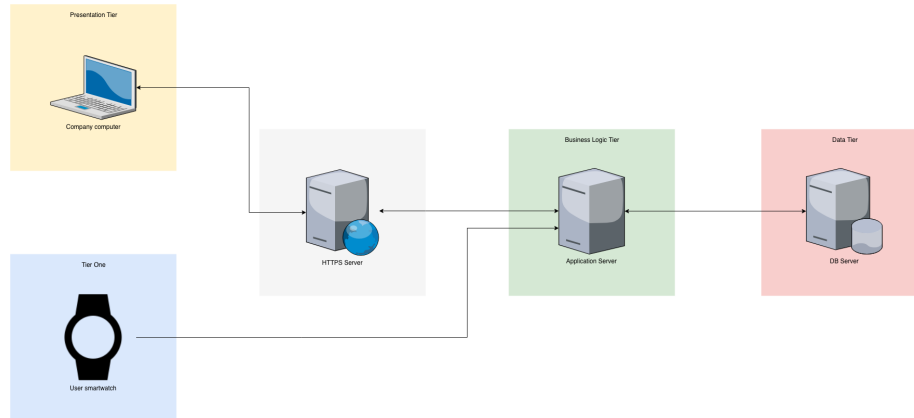 Presentation Tier
Company computer
HTTPS Server
Business Logic Tier
Application Server
Data Tier
DB Server
Tier One
User smartwatch